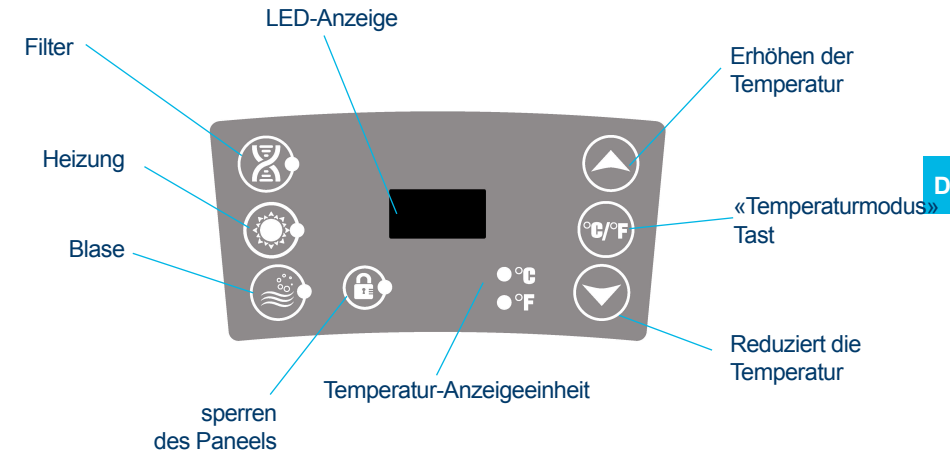 LED-Anzeige
Filter
Erhöhen der
Temperatur
Heizung
D
«Temperaturmodus»
Tast
°C/°F
Blase
°C
°F
Reduziert die
Temperatur
Temperatur-Anzeigeeinheit
sperren
des Paneels